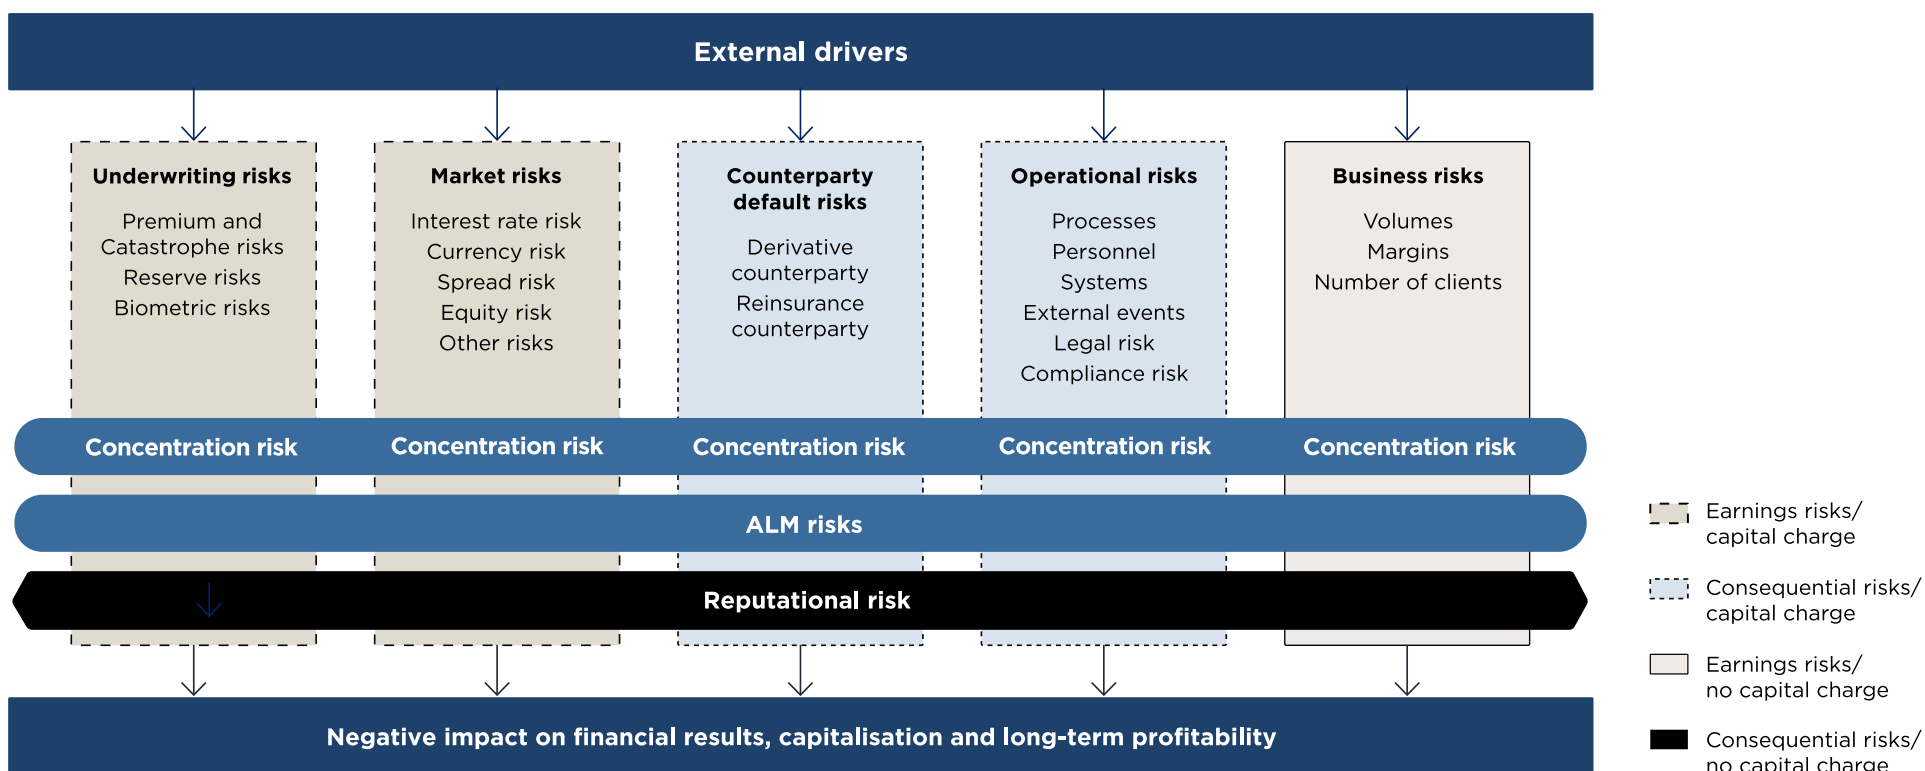 External drivers
Underwriting risks
Premium and
Catastrophe risks
Reserve risks
Biometric risks
Market risks
Interest rate risk
Currency risk
Spread risk
Equity risk
Other risks
Counterparty
default risks
Derivative
counterparty
Reinsurance
counterparty
Operational risks
Processes
Personnel
Systems
External events
Legal risk
Compliance risk
Business risks
Volumes
Margins
Number of clients
Concentration risk
Concentration risk
Concentration risk
Concentration risk
Concentration risk
ALM risks
Reputational risk
Negative impact on financial results, capitalisation and long-term profitability
Earnings risks/
capital charge
Consequential risks/
capital charge
Earnings risks/
no capital charge
Consequential risks/
no capital charge